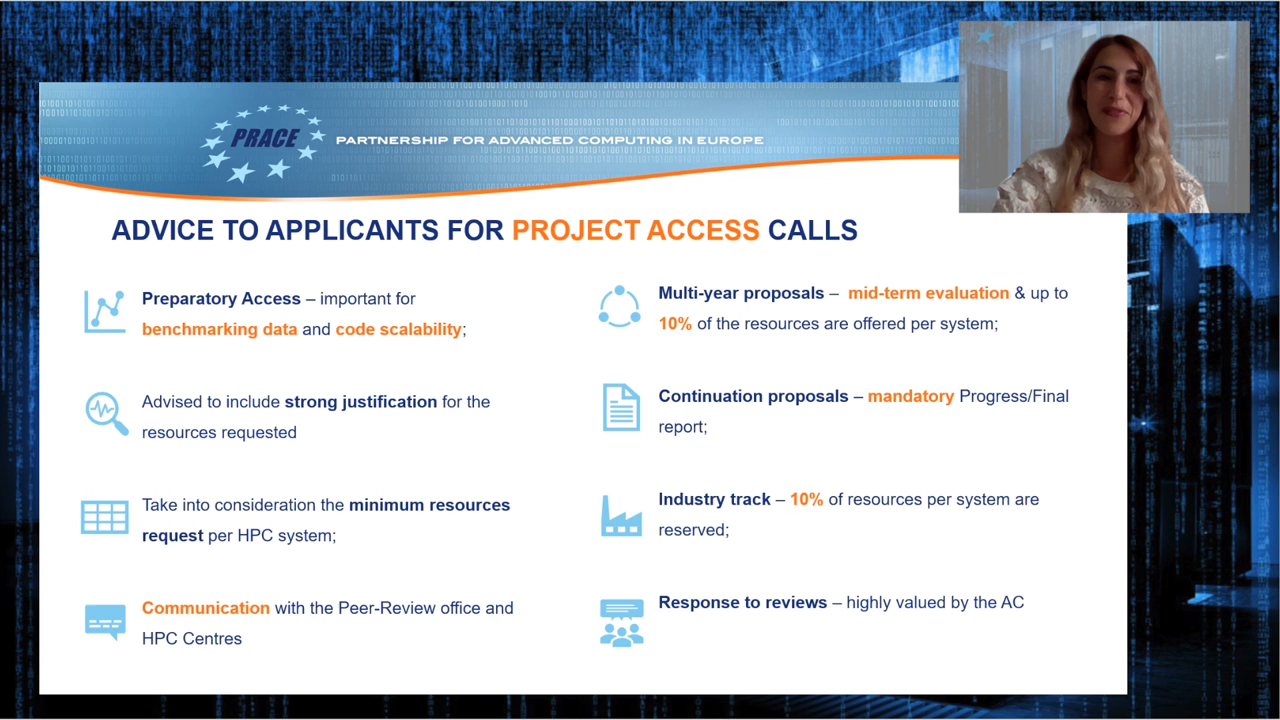 PRACE
PARTNERSHIP FOR ADVANCED COMPUTING IN EUROPE
ADVICE TO APPLICANTS FOR PROJECT ACCESS CALLS
Preparatory Access – important for
benchmarking data and code scalability;
Advised to include strong justification for the
resources requested
Take into consideration the minimum resources
request per HPC system;
Communication with the Peer-Review office and
HPC Centres
Multi-year proposals – mid-term evaluation & up to
10% of the resources are offered per system;
Continuation proposals – mandatory Progress/Final
report;
Industry track – 10% of resources per system are
reserved;
Response to reviews – highly valued by the AC